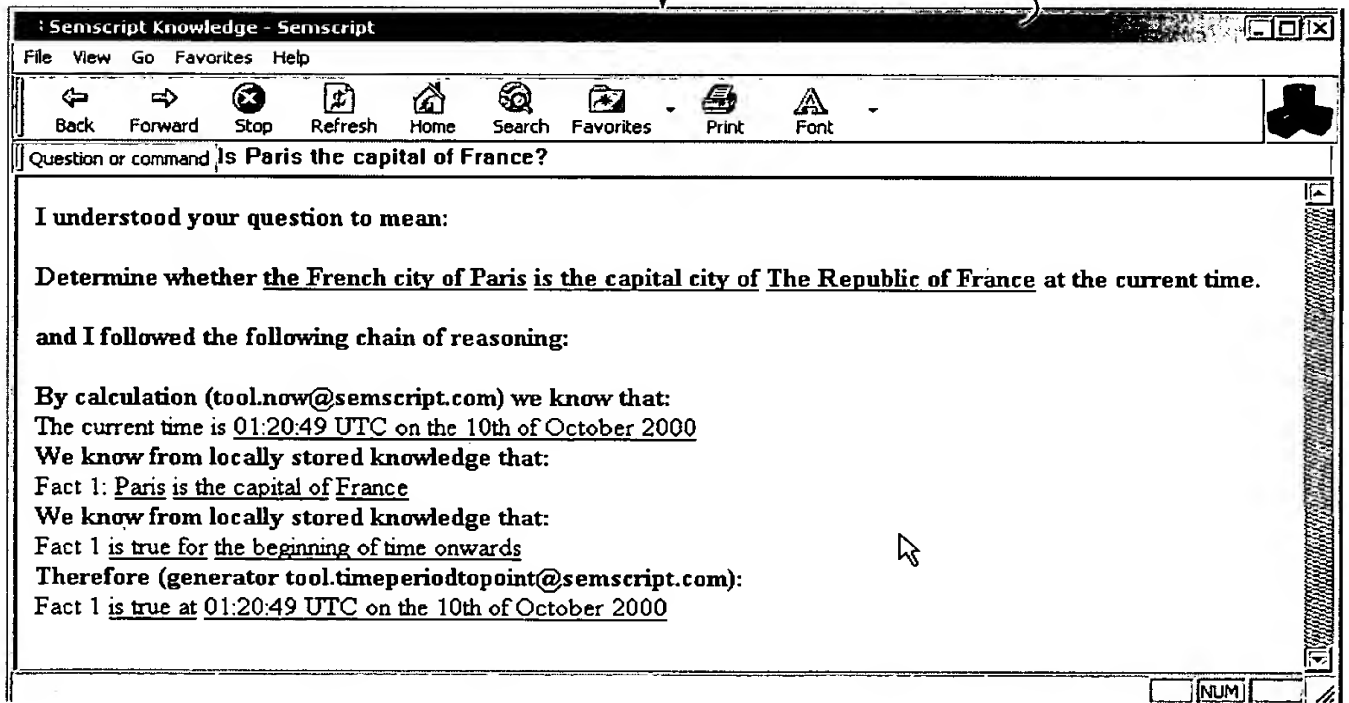 Semscript Knowledge - Semscript
File View Go Favorites Help
Back Forward Stop Refresh Home Search Favorites Print Font
Question or command Is Paris the capital of France?
I understood your question to mean:
Determine whether the French city of Paris is the capital city of The Republic of France at the current time.
and I followed the following chain of reasoning:
By calculation (tool.now@semscript.com) we know that:
The current time is 01:20:49 UTC on the 10th of October 2000
We know from locally stored knowledge that:
Fact 1: Paris is the capital of France
We know from locally stored knowledge that:
Fact 1 is true for the beginning of time onwards
Therefore (generator tool.timeperiodtopoint@semscript.com):
Fact 1 is true at 01:20:49 UTC on the 10th of October 2000
NUM